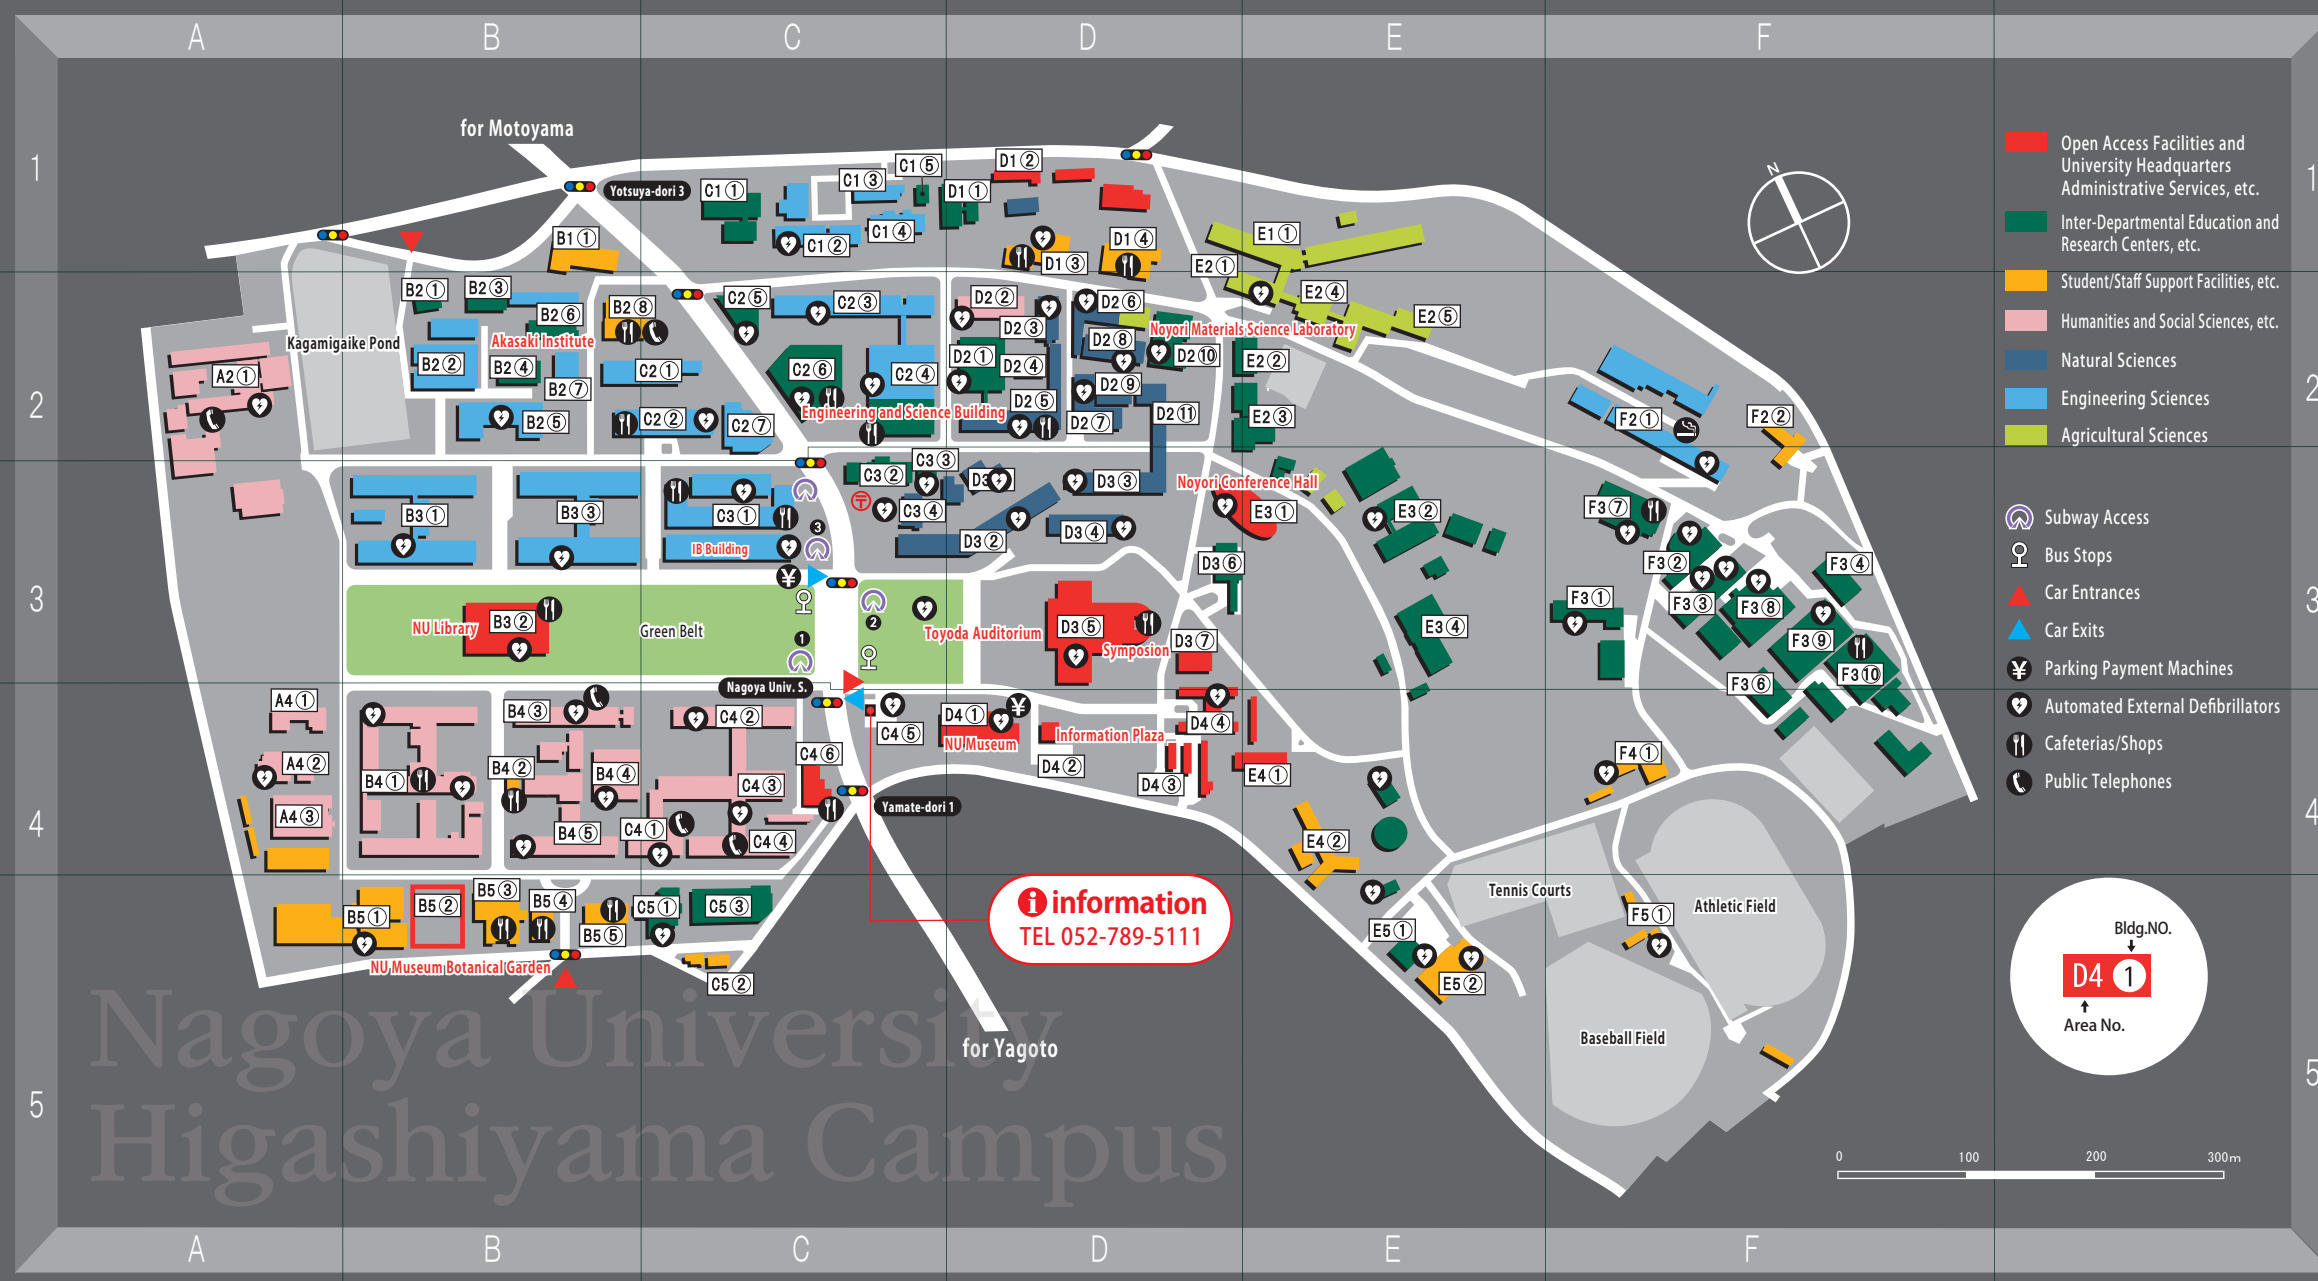 A
B
C
D
E
F
1
1
2
2
3
3
4
4
5
5
for Motoyama
Yotsuya-dori 3
C1①
C1③
C1⑤
D1①
D1②
C1②
C1④
D1③
D1④
B1①
E1①
E2①
E2④
E2⑤
B2①
B2③
B2⑥
B2⑧
Akasaki Institute
B2②
B2④
B2⑦
B2⑤
Kagamigaike Pond
A2①
C2⑤
C2③
C2①
C2⑥
C2④
C2②
C2⑦
Engineering and Science Building
D2②
D2③
D2①
D2④
D2⑤
D2⑥
D2⑧
D2⑨
D2⑦
D2⑩
D2⑪
Noyori Materials Science Laboratory
E2②
E2③
F2①
F2②
B3①
B3③
C3①
IB Building
C3②
C3③
C3④
〒
D3
D3②
D3③
D3④
Noyori Conference Hall
E3①
E3②
D3⑥
F3⑦
F3②
F3③
F3①
F3⑧
F3④
F3⑨
F3⑩
F3⑥
E3④
3
¥
2
1
NU Library
B3②
Green Belt
Toyoda Auditorium
D3⑤
Symposion
D3⑦
Nagoya Univ. S.
A4①
A4②
A4③
B4①
B4③
B4②
B4④
B4⑤
C4②
C4③
C4①
C4④
C4⑥
C4⑤
D4①
NU Museum
¥
Information Plaza
D4②
D4③
D4④
E4①
E4②
F4①
Yamate-dori 1
B5①
B5②
B5③
B5④
B5⑤
C5①
C5③
C5②
NU Museum Botanical Garden
i information
TEL 052-789-5111
E5①
E5②
F5①
Tennis Courts
Athletic Field
Baseball Field
for Yagoto
Nagoya University
Higashiyama Campus
N
Open Access Facilities and
University Headquarters
Administrative Services, etc.
Inter-Departmental Education and
Research Centers, etc.
Student/Staff Support Facilities, etc.
Humanities and Social Sciences, etc.
Natural Sciences
Engineering Sciences
Agricultural Sciences
Subway Access
Bus Stops
Car Entrances
Car Exits
¥ Parking Payment Machines
Automated External Defibrillators
Cafeterias/Shops
Public Telephones
Bldg.NO.
D4 1
Area No.
0 100 200 300m
A
B
C
D
E
F